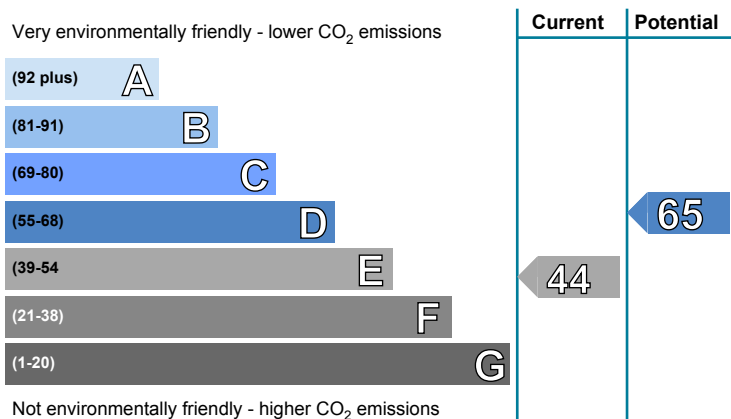 Very environmentally friendly - lower CO₂ emissions
Current
Potential
(92 plus) A
(81-91) B
(69-80) C
(55-68) D
65
(39-54 E
44
(21-38) F
(1-20) G
Not environmentally friendly - higher CO₂ emissions